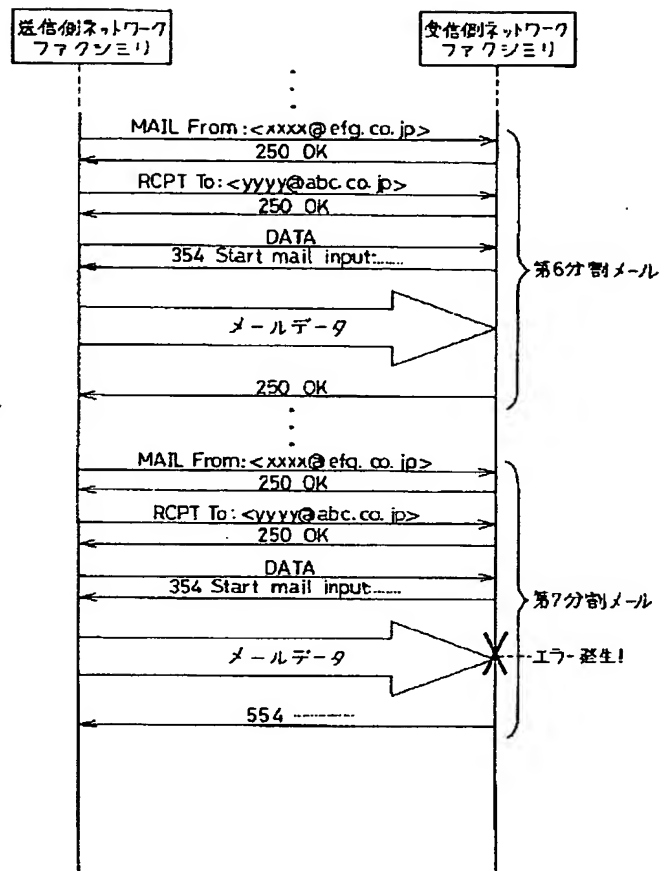 送信側ネットワーク
ファクシミリ
受信側ネットワーク
ファクシミリ
MAIL From:<xxxx@efg.co.jp>
250 OK
RCPT To:<yyyy@abc.co.jp>
250 OK
DATA
354 Start mail input:......
第6分割メール
メールデータ
250 OK
MAIL From:<xxxx@efg.co.jp>
250 OK
RCPT To:<yyyy@abc.co.jp>
250 OK
DATA
354 Start mail input......
第7分割メール
メールデータ
エラー発生!
554 ----------